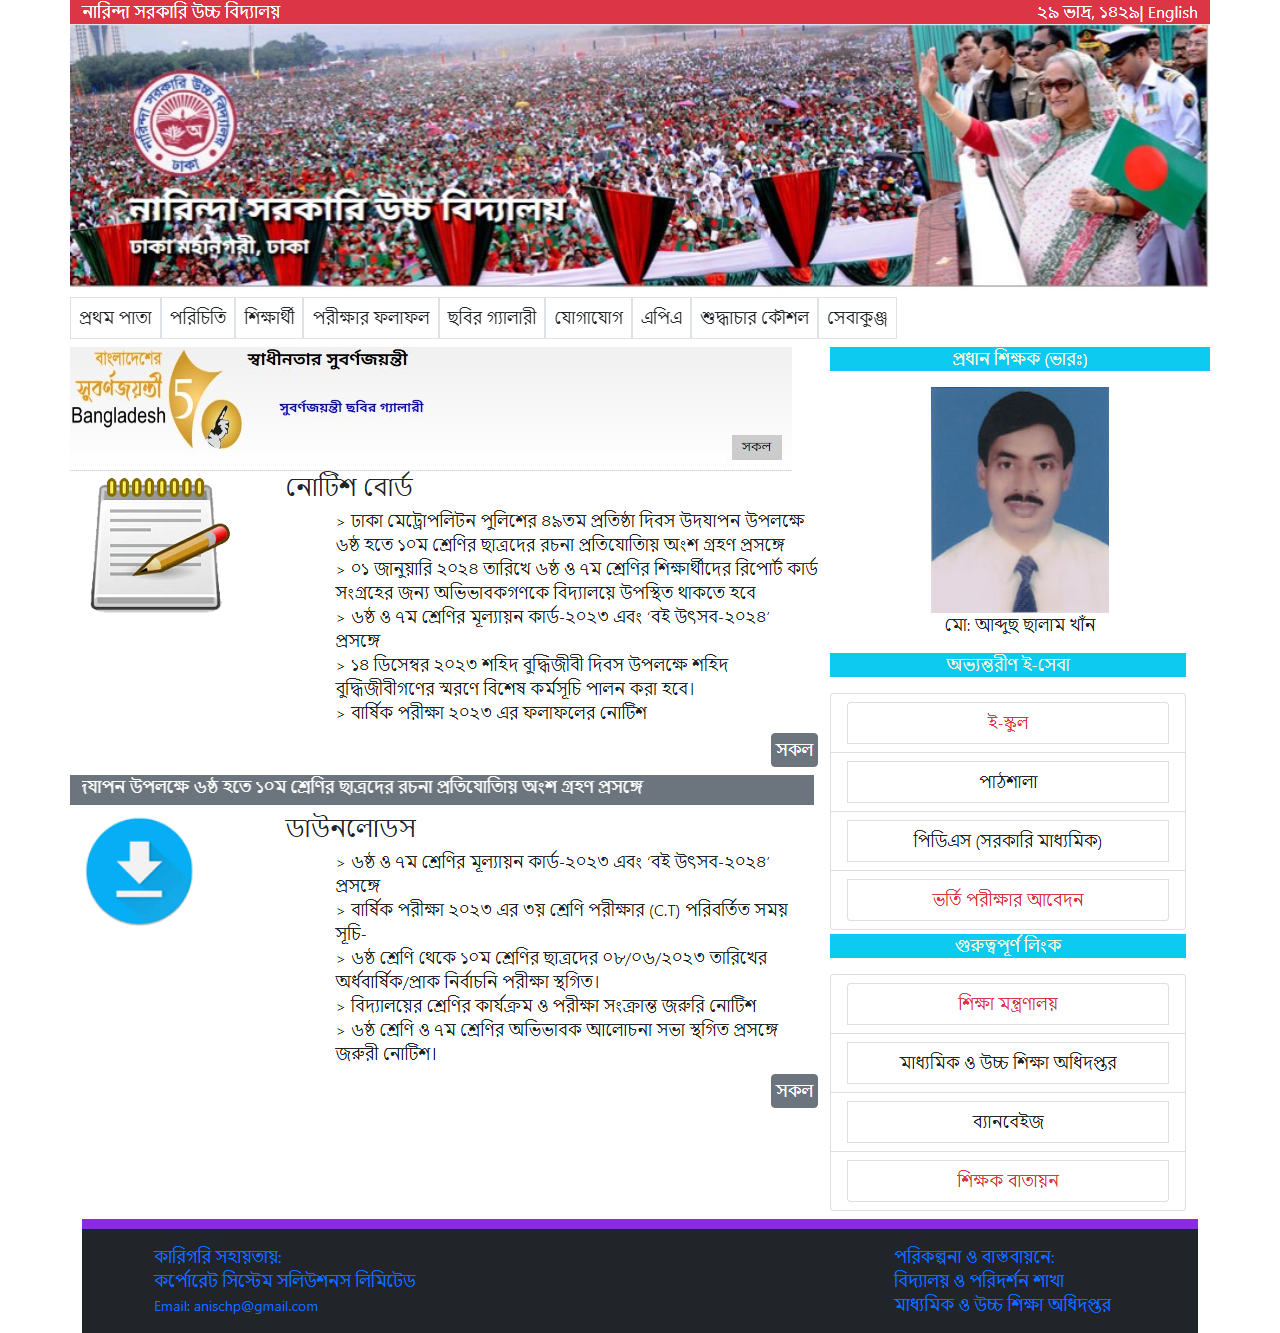 নারিন্দা সরকারি উচ্চ বিদ্যালয়
২৯ ভাদ্র, ১৪২৯| English
নারিন্দা সরকারি উচ্চ বিদ্যালয়
ঢাকা
নারিন্দা সরকারি উচ্চ বিদ্যালয়
ঢাকা মহানগরী, ঢাকা
প্রথম পাতা
পরিচিতি
শিক্ষার্থী
পরীক্ষার ফলাফল
ছবির গ্যালারী
যোগাযোগ
এপিএ
শুদ্ধাচার কৌশল
সেবাকুঞ্জ
বাংলাদেশের
সুবর্ণজয়ন্তী
Bangladesh
50
স্বাধীনতার সুবর্ণজয়ন্তী
সুবর্ণজয়ন্তী ছবির গ্যালারী
সকল
নোটিশ বোর্ড
> ঢাকা মেট্রোপলিটন পুলিশের ৪৯তম প্রতিষ্ঠা দিবস উদযাপন উপলক্ষে
৬ষ্ঠ হতে ১০ম শ্রেণির ছাত্রদের রচনা প্রতিযোতিায় অংশ গ্রহণ প্রসঙ্গে
> ০১ জানুয়ারি ২০২৪ তারিখে ৬ষ্ঠ ও ৭ম শ্রেণির শিক্ষার্থীদের রিপোর্ট কার্ড
সংগ্রহের জন্য অভিভাবকগণকে বিদ্যালয়ে উপস্থিত থাকতে হবে
> ৬ষ্ঠ ও ৭ম শ্রেণির মূল্যায়ন কার্ড-২০২৩ এবং ‘বই উৎসব-২০২৪’
প্রসঙ্গে
> ১৪ ডিসেম্বর ২০২৩ শহিদ বুদ্ধিজীবী দিবস উপলক্ষে শহিদ
বুদ্ধিজীবীগণের স্মরণে বিশেষ কর্মসূচি পালন করা হবে।
> বার্ষিক পরীক্ষা ২০২৩ এর ফলাফলের নোটিশ
সকল
যাপন উপলক্ষে ৬ষ্ঠ হতে ১০ম শ্রেণির ছাত্রদের রচনা প্রতিযোতিায় অংশ গ্রহণ প্রসঙ্গে
ডাউনলোডস
> ৬ষ্ঠ ও ৭ম শ্রেণির মূল্যায়ন কার্ড-২০২৩ এবং ‘বই উৎসব-২০২৪’
প্রসঙ্গে
> বার্ষিক পরীক্ষা ২০২৩ এর ৩য় শ্রেণি পরীক্ষার (C.T) পরিবর্তিত সময়
সূচি-
> ৬ষ্ঠ শ্রেণি থেকে ১০ম শ্রেণির ছাত্রদের ০৮/০৬/২০২৩ তারিখের
অর্ধবার্ষিক/প্রাক নির্বাচনি পরীক্ষা স্থগিত।
> বিদ্যালয়ের শ্রেণির কার্যক্রম ও পরীক্ষা সংক্রান্ত জরুরি নোটিশ
> ৬ষ্ঠ শ্রেণি ও ৭ম শ্রেণির অভিভাবক আলোচনা সভা স্থগিত প্রসঙ্গে
জরুরী নোটিশ।
সকল
প্রধান শিক্ষক (ভারঃ)
মো: আব্দুছ ছালাম খাঁন
অভ্যন্তরীণ ই-সেবা
ই-স্কুল
পাঠশালা
পিডিএস (সরকারি মাধ্যমিক)
ভর্তি পরীক্ষার আবেদন
গুরুত্বপূর্ণ লিংক
শিক্ষা মন্ত্রণালয়
মাধ্যমিক ও উচ্চ শিক্ষা অধিদপ্তর
ব্যানবেইজ
শিক্ষক বাতায়ন
কারিগরি সহায়তায়:
কর্পোরেট সিস্টেম সলিউশনস লিমিটেড
Email: anischp@gmail.com
পরিকল্পনা ও বাস্তবায়নে:
বিদ্যালয় ও পরিদর্শন শাখা
মাধ্যমিক ও উচ্চ শিক্ষা অধিদপ্তর